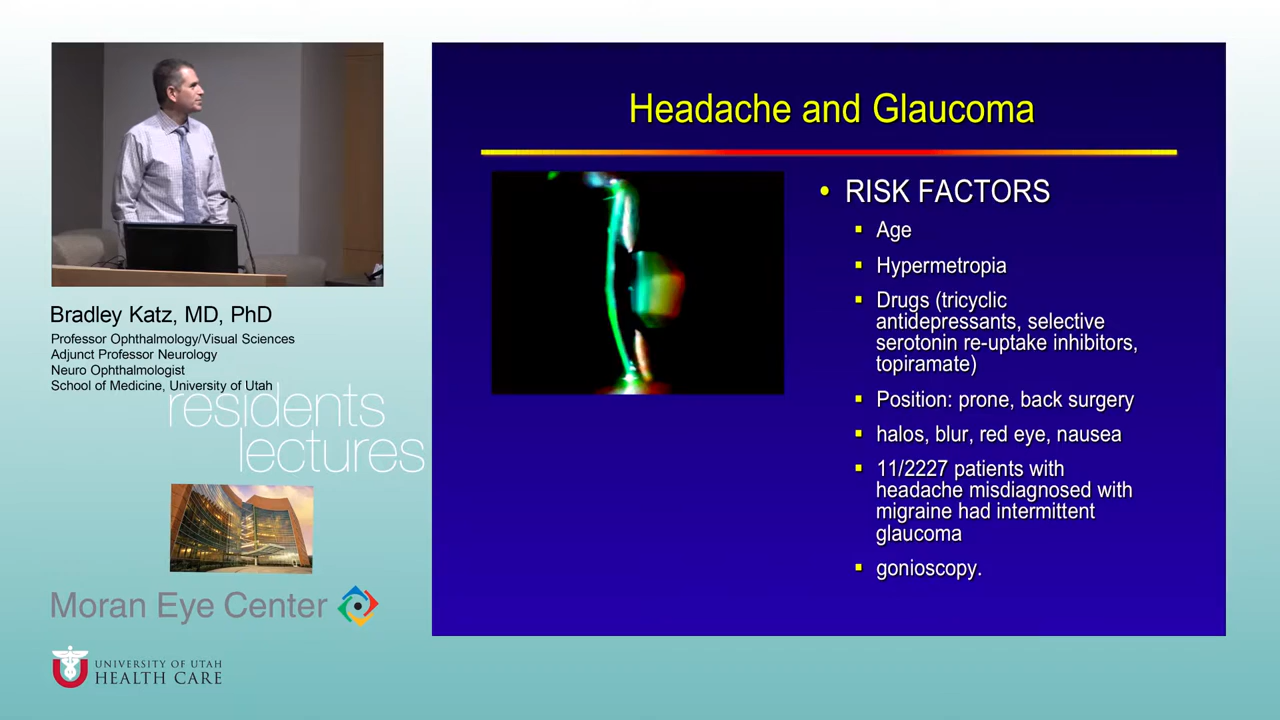 Bradley Katz, MD, PhD
Professor Ophthalmology/Visual Sciences
Adjunct Professor Neurology
Neuro Ophthalmologist
School of Medicine, University of Utah
residents
lectures
Moran Eye Center
UNIVERSITY OF UTAH
HEALTH CARE
Headache and Glaucoma
• RISK FACTORS
▪ Age
▪ Hypermetropia
▪ Drugs (tricyclic
antidepressants, selective
serotonin re-uptake inhibitors,
topiramate)
▪ Position: prone, back surgery
▪ halos, blur, red eye, nausea
▪ 11/2227 patients with
headache misdiagnosed with
migraine had intermittent
glaucoma
▪ gonioscopy.